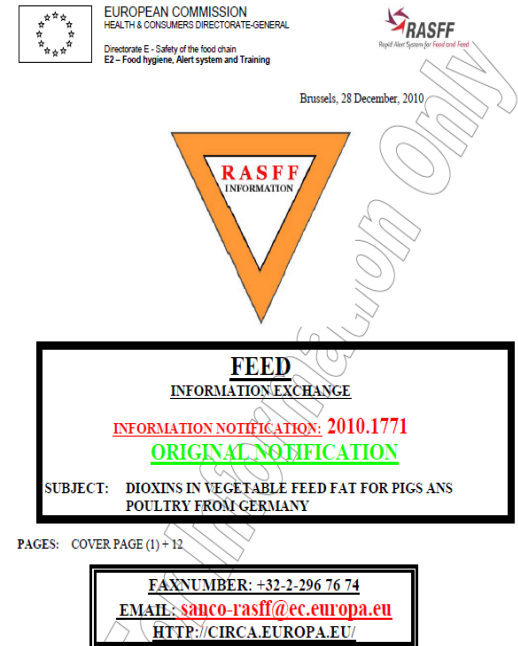 EUROPEAN COMMISSION
HEALTH & CONSUMERS DIRECTORATE-GENERAL
Directorate E - Safety of the food chain
E2 – Food hygiene, Alert system and Training
RASFF
Rapid Alert System for Food and Feed
Brussels, 28 December, 2010
RASFF
INFORMATION
For Information Only
FEED
INFORMATION EXCHANGE
INFORMATION NOTIFICATION: 2010.1771
ORIGINAL NOTIFICATION
SUBJECT: DIOXINS IN VEGETABLE FEED FAT FOR PIGS ANS
POULTRY FROM GERMANY
PAGES: COVER PAGE (1) + 12
FAXNUMBER: +32-2-296 76 74
EMAIL: sanco-rasff@ec.europa.eu
HTTP://CIRCA.EUROPA.EU/